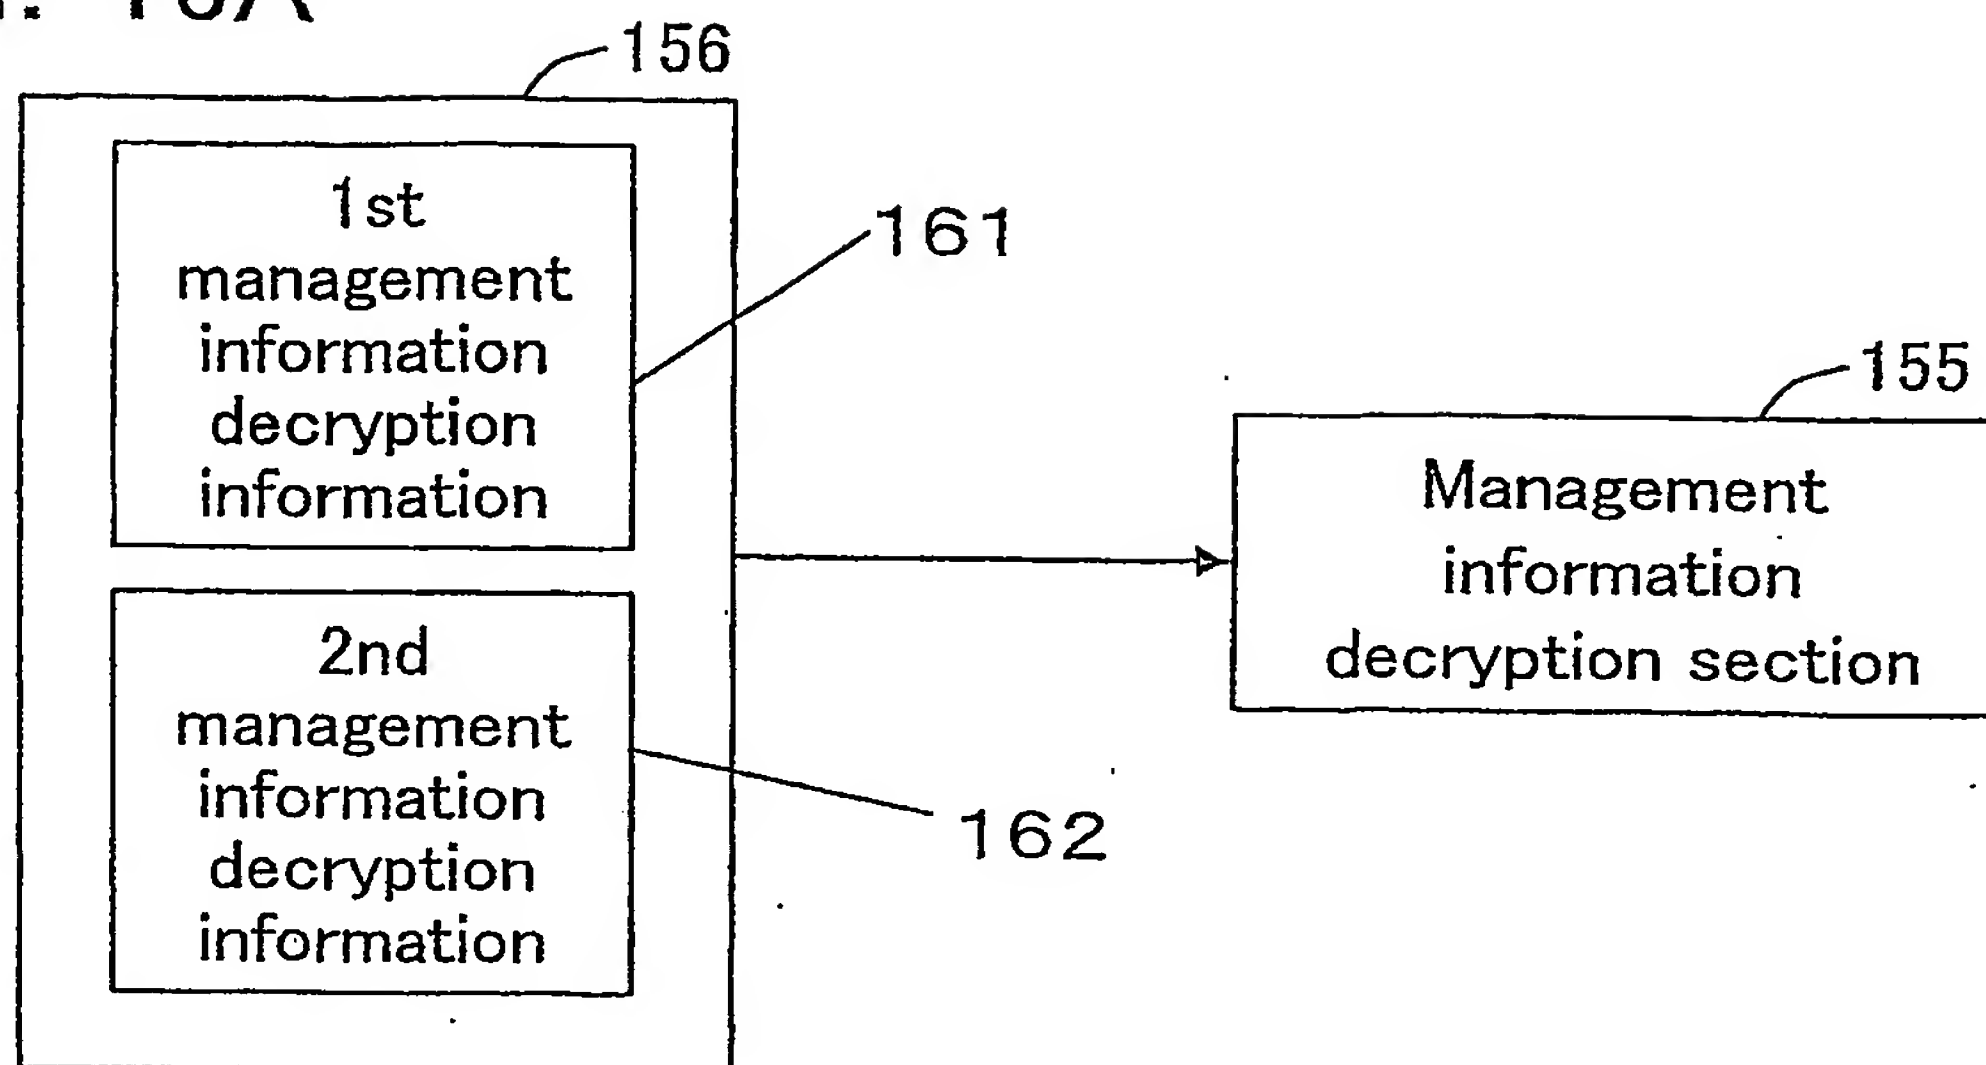 156
1st
management
information
decryption
information
161
2nd
management
information
decryption
information
162
155
Management
information
decryption section